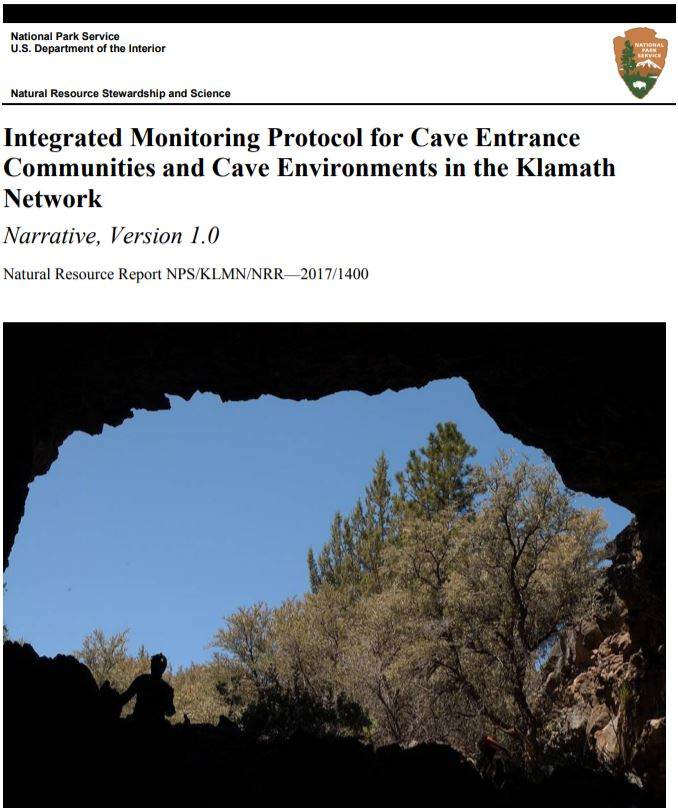 National Park Service
U.S. Department of the Interior
NATIONAL
PARK
SERVICE
Natural Resource Stewardship and Science
Integrated Monitoring Protocol for Cave Entrance
Communities and Cave Environments in the Klamath
Network
Narrative, Version 1.0
Natural Resource Report NPS/KLMN/NRR—2017/1400